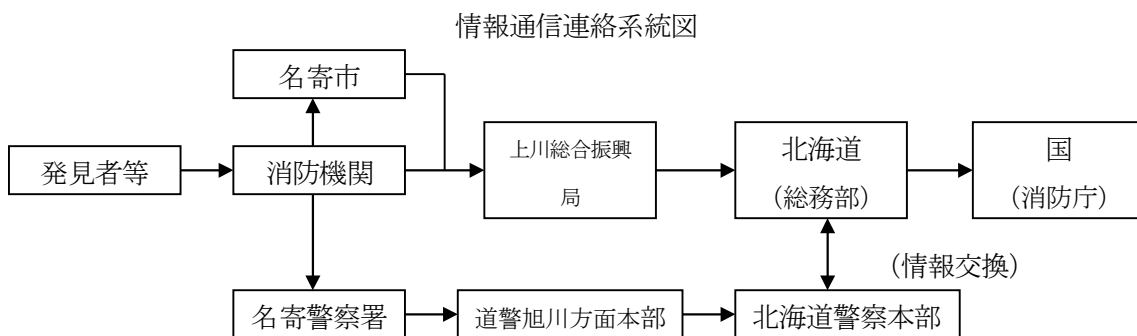 情報通信連絡系統図
名寄市
発見者等
消防機関
上川総合振興
局
北海道
(総務部)
国
(消防庁)
(情報交換)
名寄警察署
道警旭川方面本部
北海道警察本部